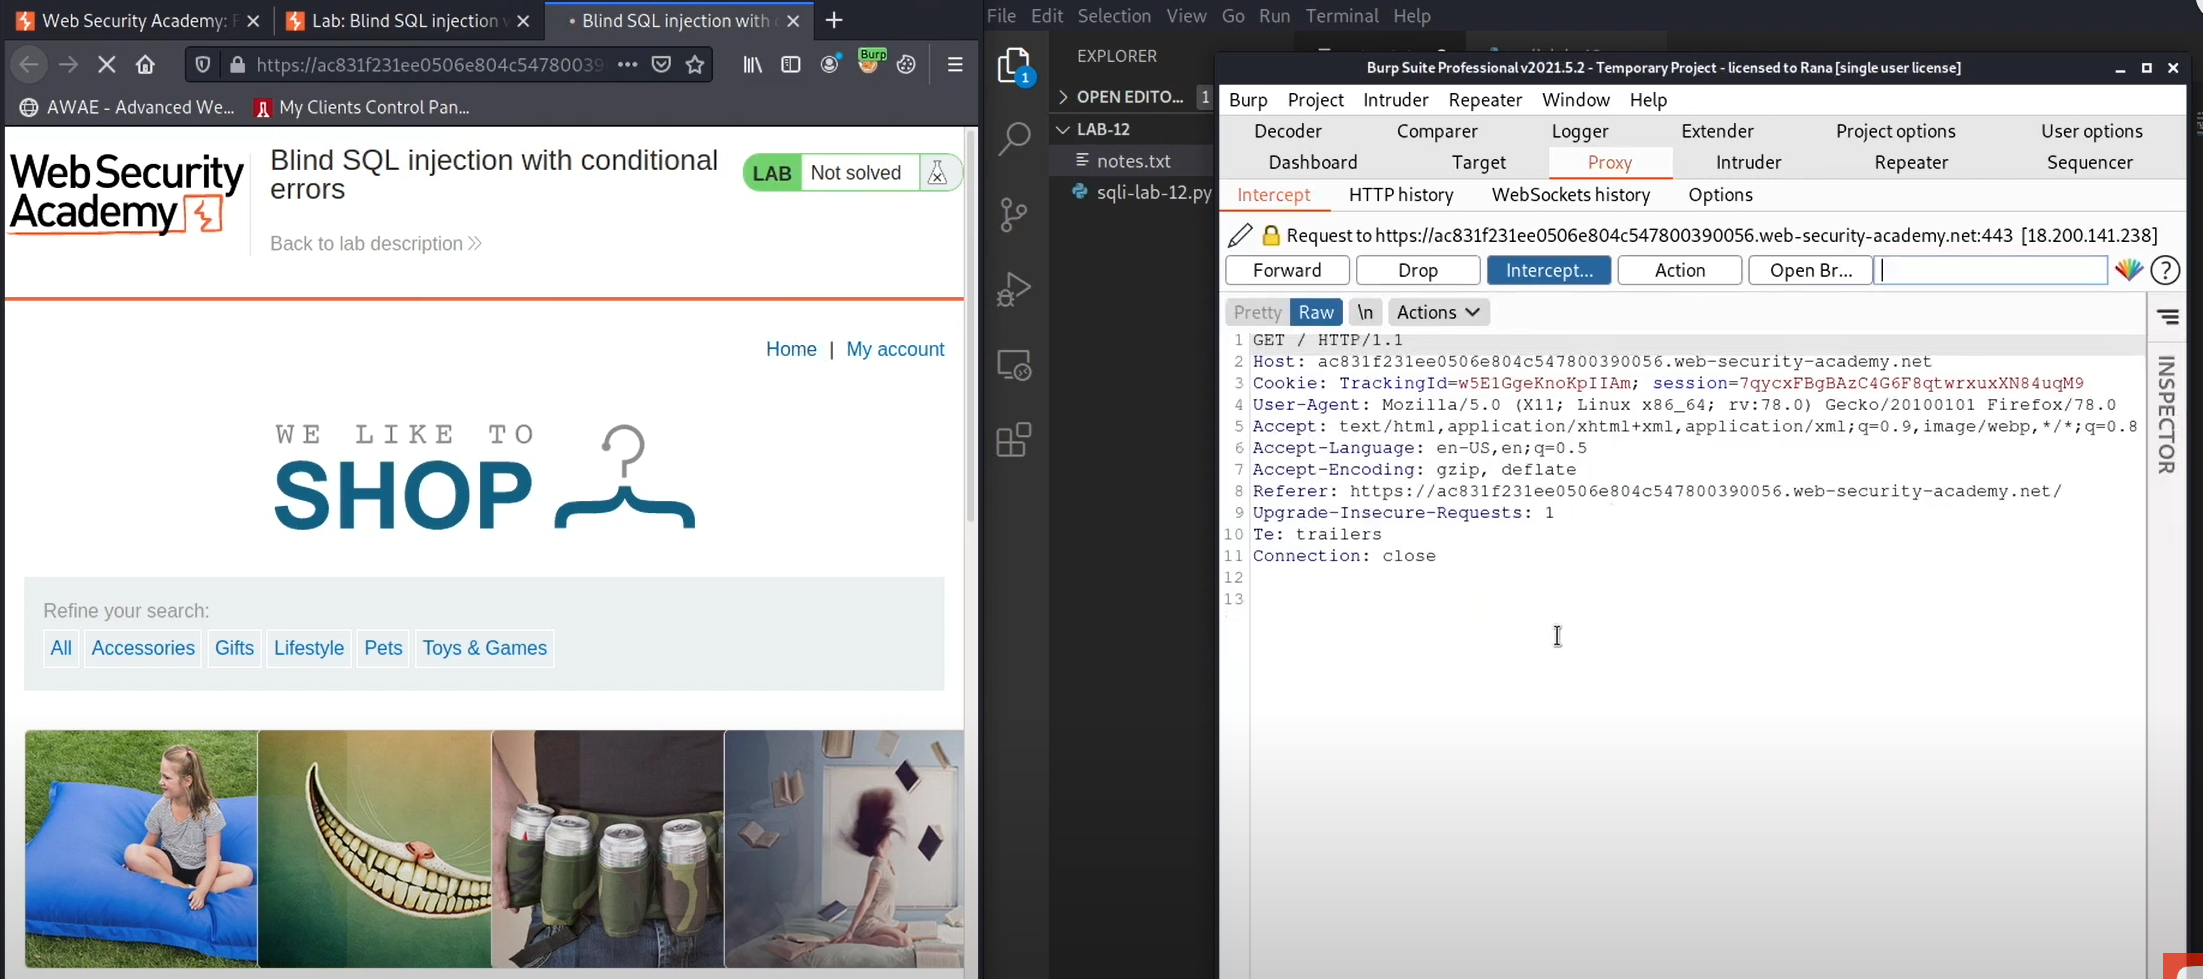 Web Security Academy: F
Lab: Blind SQL injection w
Blind SQL injection with c
https://ac831f231ee0506e804c54780039
Burp
AWAE - Advanced We...
My Clients Control Pan...
Web Security
Academy
Blind SQL injection with conditional
errors
LAB Not solved
Back to lab description
Home | My account
WE LIKE TO
SHOP
Refine your search:
All Accessories Gifts Lifestyle Pets Toys & Games
File Edit Selection View Go Run Terminal Help
1
EXPLORER
OPEN EDITO... 1
LAB-12
notes.txt
sqli-lab-12.py
Burp Suite Professional v2021.5.2 - Temporary Project - licensed to Rana [single user license]
Burp Project Intruder Repeater Window Help
Decoder Comparer Logger Extender Project options User options
Dashboard Target Proxy Intruder Repeater Sequencer
Intercept HTTP history WebSockets history Options
Request to https://ac831f231ee0506e804c547800390056.web-security-academy.net:443 [18.200.141.238]
Forward Drop Intercept... Action Open Br... ?
Pretty Raw \n Actions
1 GET / HTTP/1.1
2 Host: ac831f231ee0506e804c547800390056.web-security-academy.net
3 Cookie: TrackingId=w5E1GgeKnoKpIIAm; session=7qycxFBgBAzC4G6F8qtwrxuxXN84uqM9
4 User-Agent: Mozilla/5.0 (X11; Linux x86_64; rv:78.0) Gecko/20100101 Firefox/78.0
5 Accept: text/html,application/xhtml+xml,application/xml;q=0.9,image/webp,*/*;q=0.8
6 Accept-Language: en-US,en;q=0.5
7 Accept-Encoding: gzip, deflate
8 Referer: https://ac831f231ee0506e804c547800390056.web-security-academy.net/
9 Upgrade-Insecure-Requests: 1
10 Te: trailers
11 Connection: close
12
13
INSPECTOR